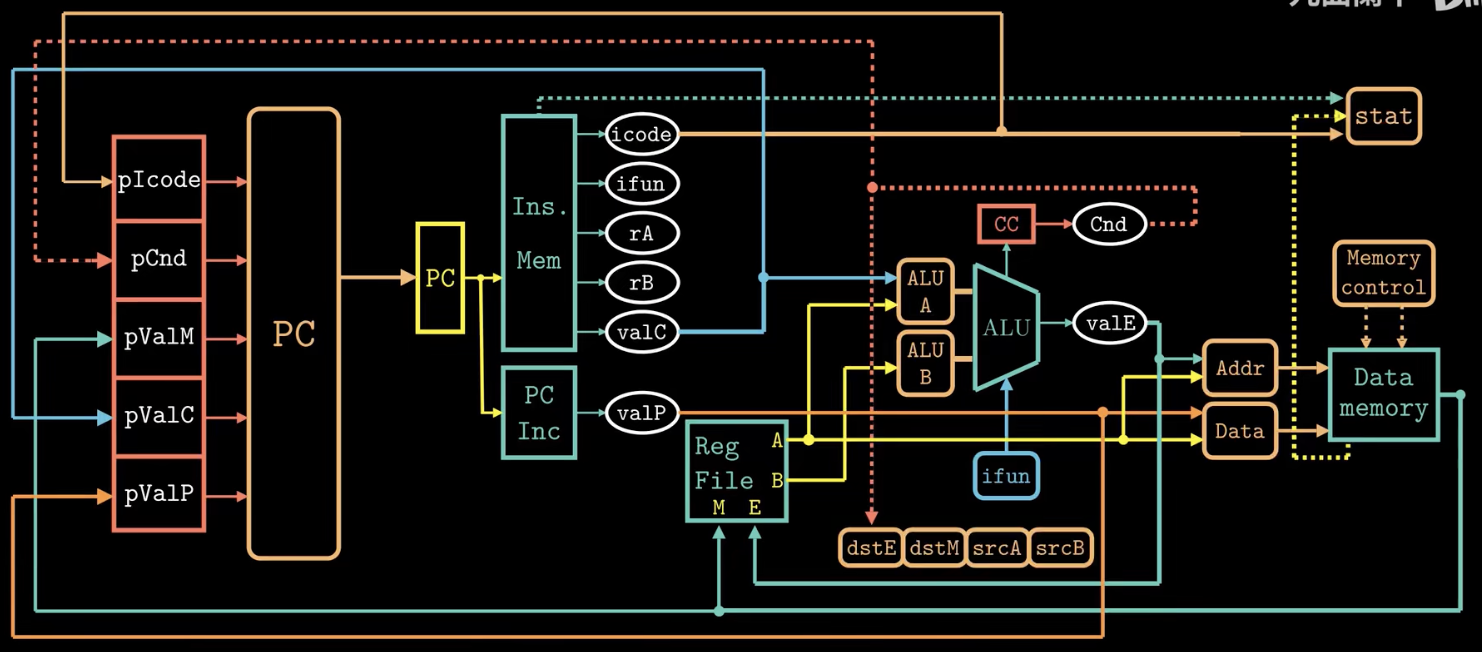 pIcode
pCnd
pValM
pValC
pValP
PC
PC
Ins.
Mem
PC
Inc
icode
ifun
rA
rB
valC
valP
Reg
File
A
B
M E
ALU
A
ALU
B
ALU
CC
Cnd
valE
ifun
dstE dstM srcA srcB
stat
Memory
control
Addr
Data
Data
memory